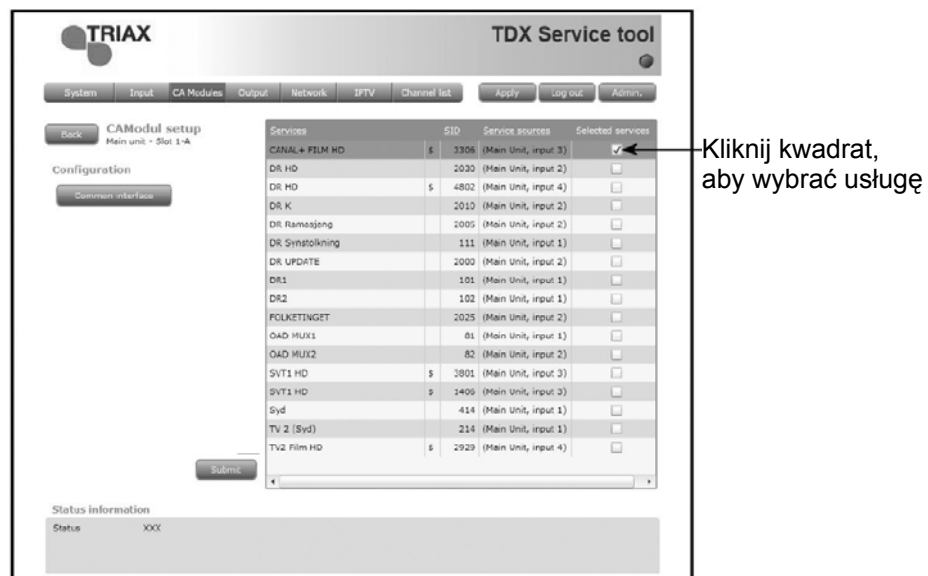 TRIAX
TDX Service tool
System Input CA Modules Output Network IPTV Channel list Apply Log out Admin.
Back CAModul setup
Main unit - Slot 1-A
Configuration
Common interface
Services SID Service sources Selected services
CANAL+ FILM HD $ 3306 (Main Unit, input 3)
DR HD 2030 (Main Unit, input 2)
DR HD $ 4802 (Main Unit, input 4)
DR K 2010 (Main Unit, input 2)
DR Ramasjang 2005 (Main Unit, input 2)
DR Synstolkning 111 (Main Unit, input 1)
DR UPDATE 2000 (Main Unit, input 2)
DR1 101 (Main Unit, input 1)
DR2 102 (Main Unit, input 1)
FOLKETINGET 2025 (Main Unit, input 2)
OAD MUX1 81 (Main Unit, input 1)
OAD MUX2 82 (Main Unit, input 2)
SVT1 HD $ 3801 (Main Unit, input 3)
SVT1 HD $ 1406 (Main Unit, input 3)
Syd 414 (Main Unit, input 1)
TV 2 (Syd) 214 (Main Unit, input 1)
TV2 Film HD $ 2929 (Main Unit, input 4)
Submit
Kliknij kwadrat,
aby wybrać usługę
Status information
Status XXX